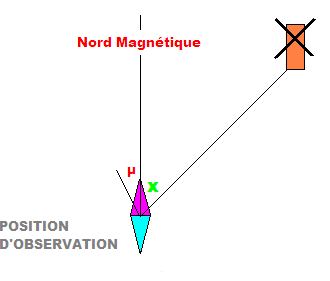 Nord Magnétique
µ
x
POSITION
D'OBSERVATION